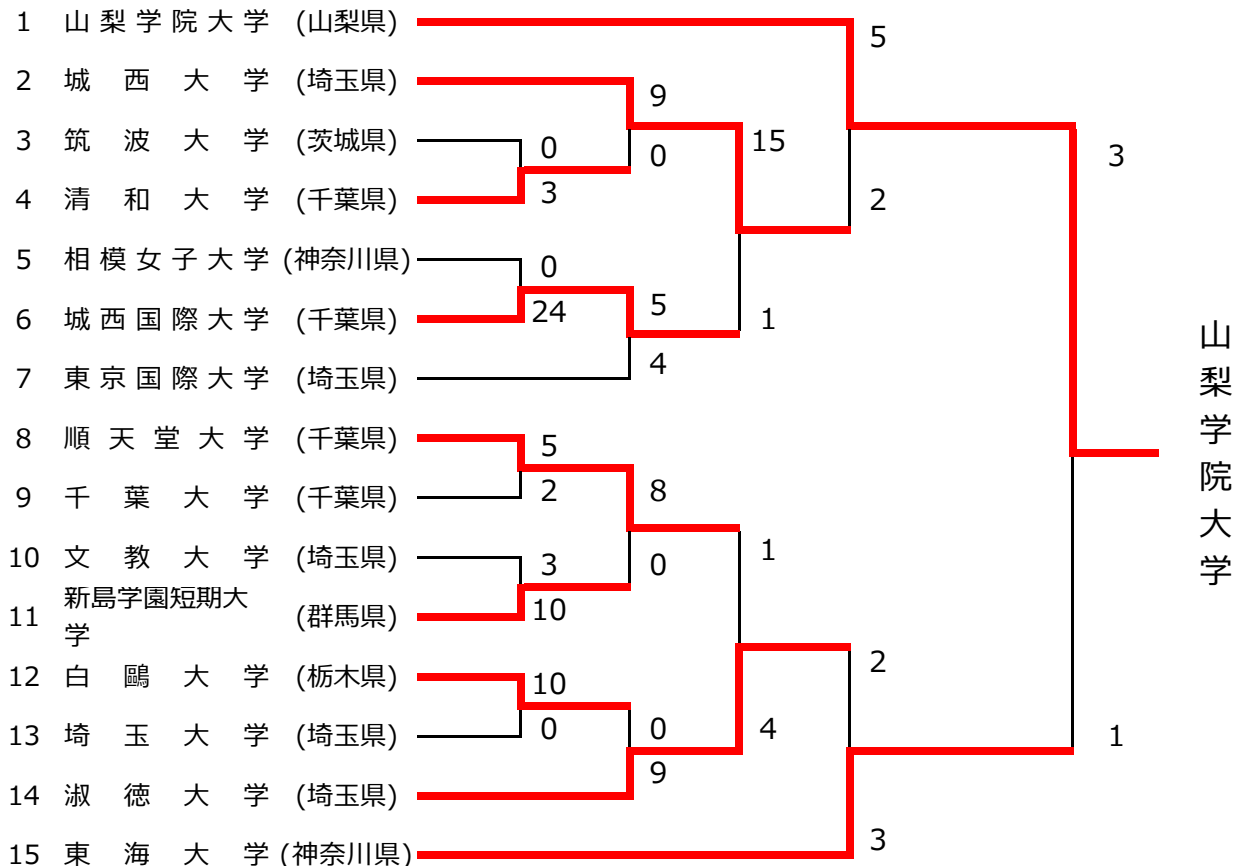 1 山梨学院大学 (山梨県)
2 城西大学 (埼玉県)
3 筑波大学 (茨城県)
4 清和大学 (千葉県)
5 相模女子大学 (神奈川県)
6 城西国際大学 (千葉県)
7 東京国際大学 (埼玉県)
8 順天堂大学 (千葉県)
9 千葉大学 (千葉県)
10 文教大学 (埼玉県)
11 新島学園短期大
学 (群馬県)
12 白鷗大学 (栃木県)
13 埼玉大学 (埼玉県)
14 淑徳大学 (埼玉県)
15 東海大学 (神奈川県)
0
3
0
24
5
2
3
10
10
0
9
0
5
4
8
0
0
9
15
1
1
4
5
2
2
3
3
1
山梨学院大学